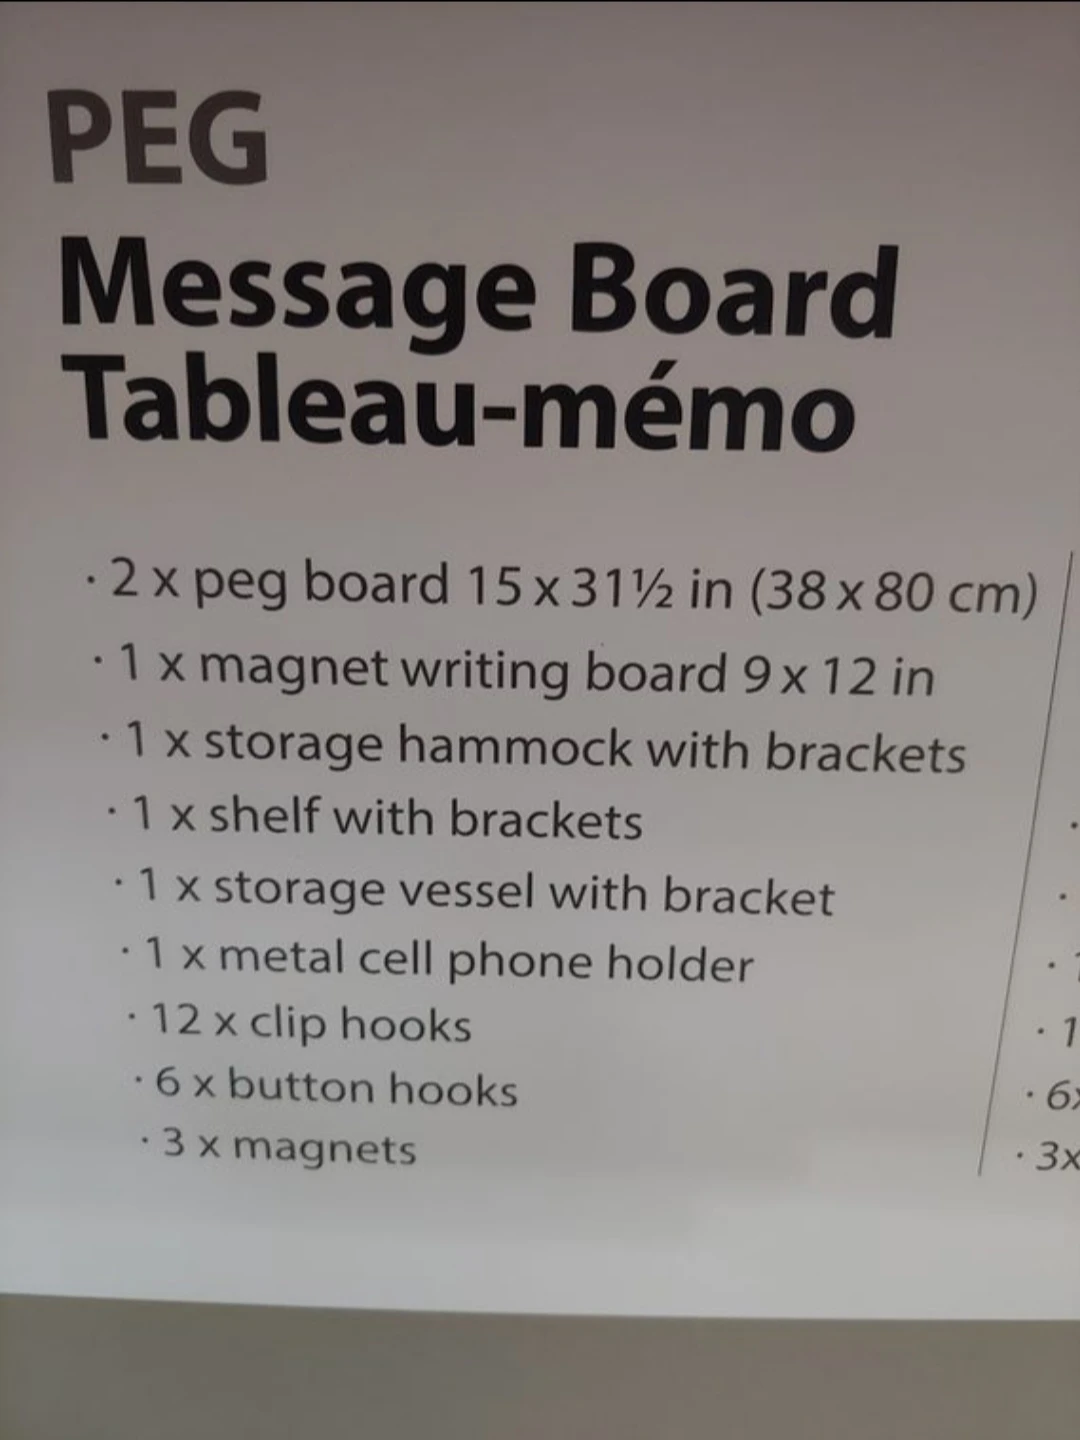 PEG
Message Board
Tableau-mémo
· 2 x peg board 15 x 31½ in (38 x 80 cm)
· 1 x magnet writing board 9 x 12 in
· 1 x storage hammock with brackets
· 1 x shelf with brackets
· 1 x storage vessel with bracket
· 1 x metal cell phone holder
· 12 x clip hooks
· 6 x button hooks
· 3 x magnets
· 6x
· 3x